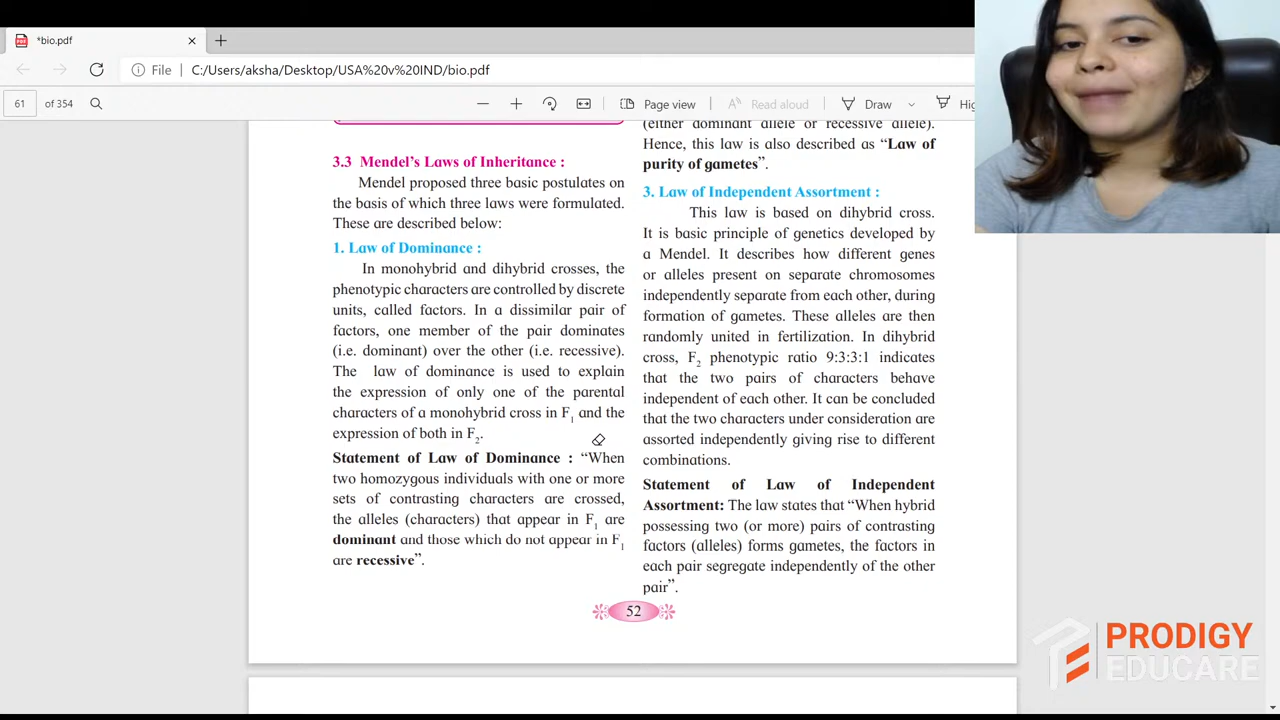 *bio.pdf
File
C:/Users/aksha/Desktop/USA%20v%20IND/bio.pdf
61
of 354
Page view
Read aloud
Draw
3.3 Mendel's Laws of Inheritance :
Mendel proposed three basic postulates on
the basis of which three laws were formulated.
These are described below:
1. Law of Dominance :
In monohybrid and dihybrid crosses, the
phenotypic characters are controlled by discrete
units, called factors. In a dissimilar pair of
factors, one member of the pair dominates
(i.e. dominant) over the other (i.e. recessive).
The law of dominance is used to explain
the expression of only one of the parental
characters of a monohybrid cross in F1 and the
expression of both in F2.
Statement of Law of Dominance : “When
two homozygous individuals with one or more
sets of contrasting characters are crossed,
the alleles (characters) that appear in F1 are
dominant and those which do not appear in F1
are recessive”.
(either dominant allele or recessive allele).
Hence, this law is also described as “Law of
purity of gametes”.
3. Law of Independent Assortment :
This law is based on dihybrid cross.
It is basic principle of genetics developed by
a Mendel. It describes how different genes
or alleles present on separate chromosomes
independently separate from each other, during
formation of gametes. These alleles are then
randomly united in fertilization. In dihybrid
cross, F2 phenotypic ratio 9:3:3:1 indicates
that the two pairs of characters behave
independent of each other. It can be concluded
that the two characters under consideration are
assorted independently giving rise to different
combinations.
Statement of Law of Independent
Assortment: The law states that “When hybrid
possessing two (or more) pairs of contrasting
factors (alleles) forms gametes, the factors in
each pair segregate independently of the other
pair”.
52
PRODIGY
EDUCARE